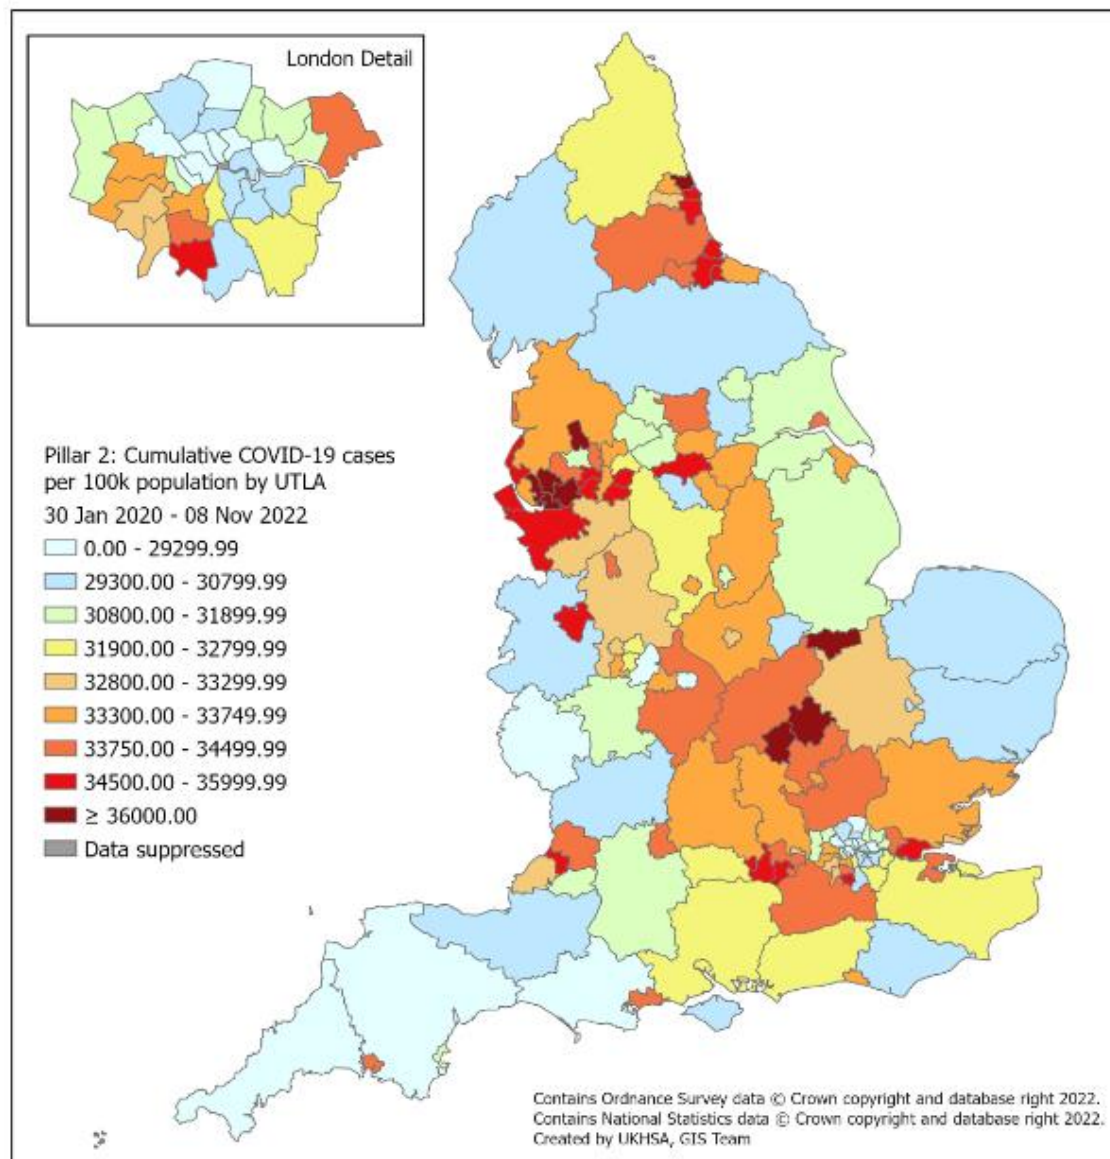 London Detail
Pillar 2: Cumulative COVID-19 cases
per 100k population by UTLA
30 Jan 2020 - 08 Nov 2022
0.00 - 29299.99
29300.00 - 30799.99
30800.00 - 31899.99
31900.00 - 32799.99
32800.00 - 33299.99
33300.00 - 33749.99
33750.00 - 34499.99
34500.00 - 35999.99
≥ 36000.00
Data suppressed
Contains Ordnance Survey data © Crown copyright and database right 2022.
Contains National Statistics data © Crown copyright and database right 2022.
Created by UKHSA, GIS Team